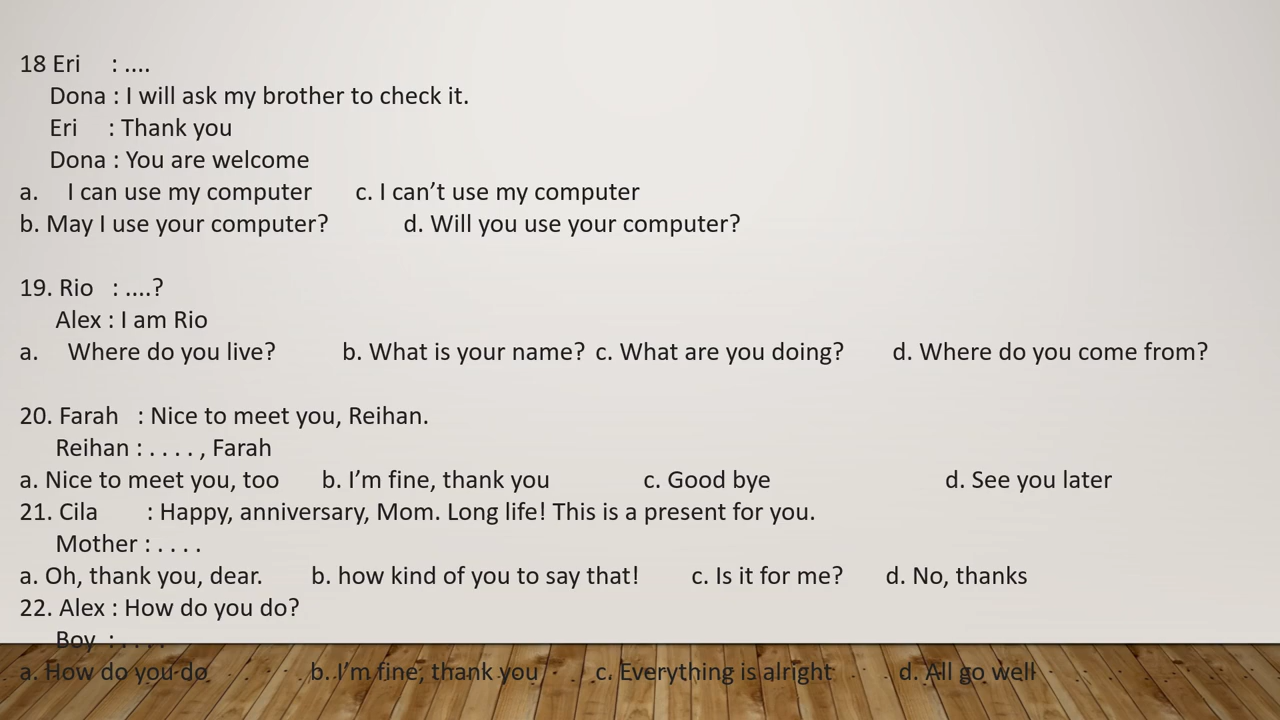 18 Eri : ....
Dona : I will ask my brother to check it.
Eri : Thank you
Dona : You are welcome
a. I can use my computer c. I can’t use my computer
b. May I use your computer? d. Will you use your computer?
19. Rio : ....?
Alex : I am Rio
a. Where do you live? b. What is your name? c. What are you doing? d. Where do you come from?
20. Farah : Nice to meet you, Reihan.
Reihan : . . . . , Farah
a. Nice to meet you, too b. I’m fine, thank you c. Good bye d. See you later
21. Cila : Happy, anniversary, Mom. Long life! This is a present for you.
Mother : . . . .
a. Oh, thank you, dear. b. how kind of you to say that! c. Is it for me? d. No, thanks
22. Alex : How do you do?
Boy : . . . .
a. How do you do b. I’m fine, thank you c. Everything is alright d. All go well